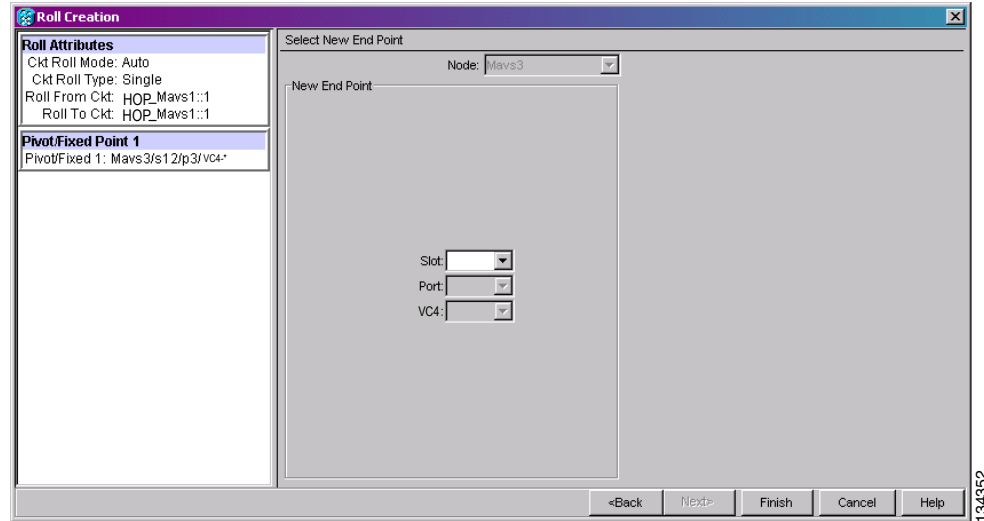 Roll Creation
Roll Attributes
Ckt Roll Mode: Auto
Ckt Roll Type: Single
Roll From Ckt: HOP_Mavs1::1
Roll To Ckt: HOP_Mavs1::1
Pivot/Fixed Point 1
Pivot/Fixed 1: Mavs3/s12/p3/VC4-*
Select New End Point
Node: Mavs3
New End Point
Slot:
Port:
VC4:
<Back
Next>
Finish
Cancel
Help
134352